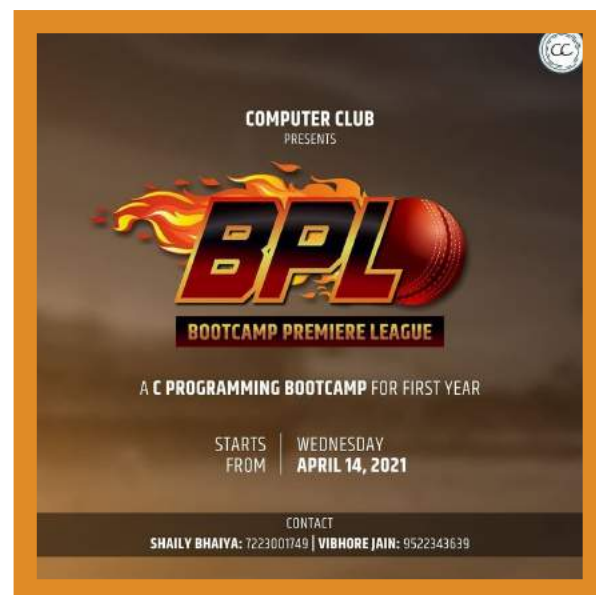 CC
COMPUTER CLUB
PRESENTS
BPL
BOOTCAMP PREMIERE LEAGUE
A C PROGRAMMING BOOTCAMP FOR FIRST YEAR
STARTS FROM | WEDNESDAY APRIL 14, 2021
CONTACT
SHAILY BHAIYA: 7223001749 | VIBHORE JAIN: 9522343639